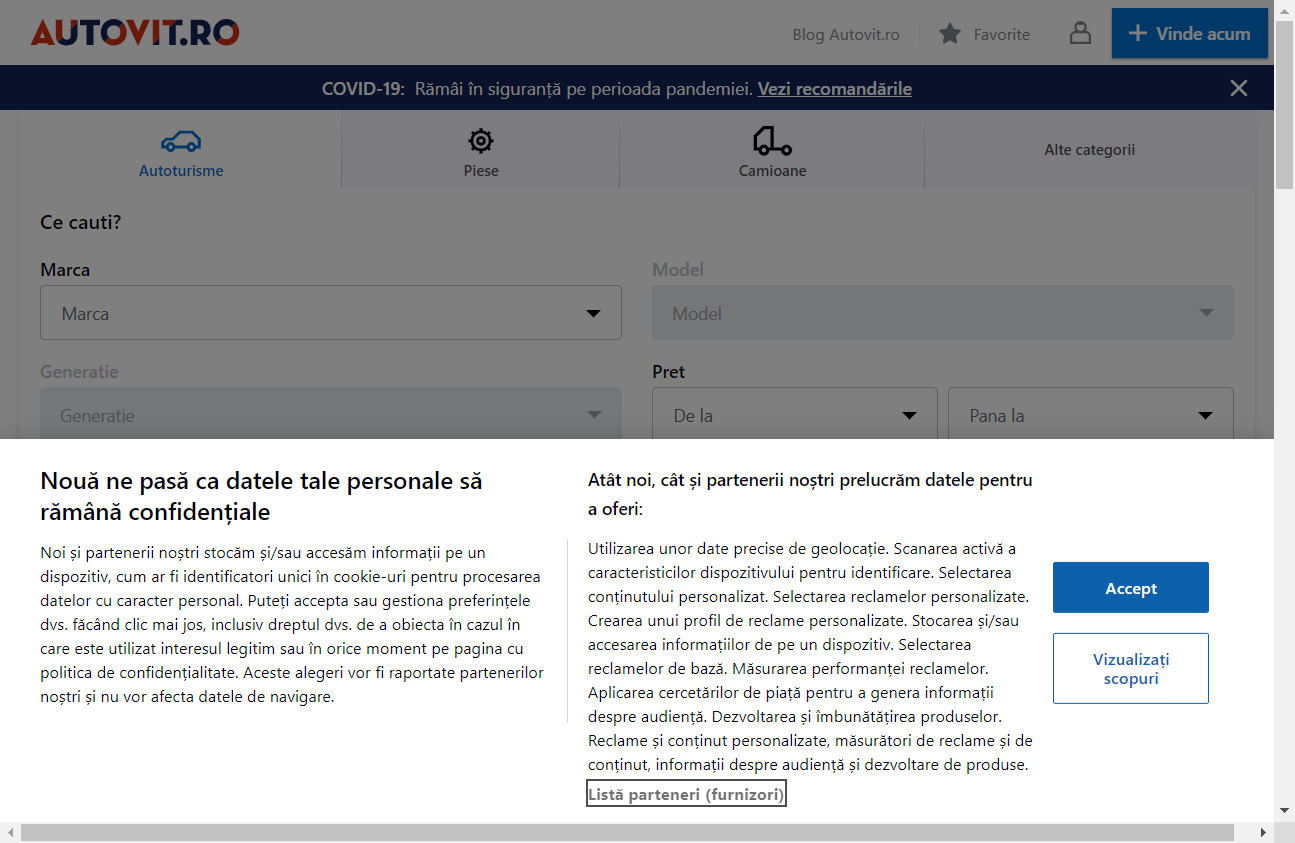 AUTOVIT.RO
Blog Autovit.ro
Favorite
Vinde acum
COVID-19: Rămâi în siguranță pe perioada pandemiei. Vezi recomandările
Autoturisme
Piese
Camioane
Alte categorii
Ce cauti?
Marca
Model
Marca
Model
Generatie
Pret
Generatie
De la
Pana la
Nouă ne pasă ca datele tale personale să
rămână confidențiale
Noi și partenerii noștri stocăm și/sau accesăm informații pe un
dispozitiv, cum ar fi identificatori unici în cookie-uri pentru procesarea
datelor cu caracter personal. Puteți accepta sau gestiona preferințele
dvs. făcând clic mai jos, inclusiv dreptul dvs. de a obiecta în cazul în
care este utilizat interesul legitim sau în orice moment pe pagina cu
politica de confidențialitate. Aceste alegeri vor fi raportate partenerilor
noștri și nu vor afecta datele de navigare.
Atât noi, cât și partenerii noștri prelucrăm datele pentru
a oferi:
Utilizarea unor date precise de geolocație. Scanarea activă a
caracteristicilor dispozitivului pentru identificare. Selectarea
conținutului personalizat. Selectarea reclamelor personalizate.
Crearea unui profil de reclame personalizate. Stocarea și/sau
accesarea informațiilor de pe un dispozitiv. Selectarea
reclamelor de bază. Măsurarea performanței reclamelor.
Aplicarea cercetărilor de piață pentru a genera informații
despre audiență. Dezvoltarea și îmbunătățirea produselor.
Reclame și conținut personalizate, măsurători de reclame și de
conținut, informații despre audiență și dezvoltare de produse.
Listă parteneri (furnizori)
Accept
Vizualizați
scopuri